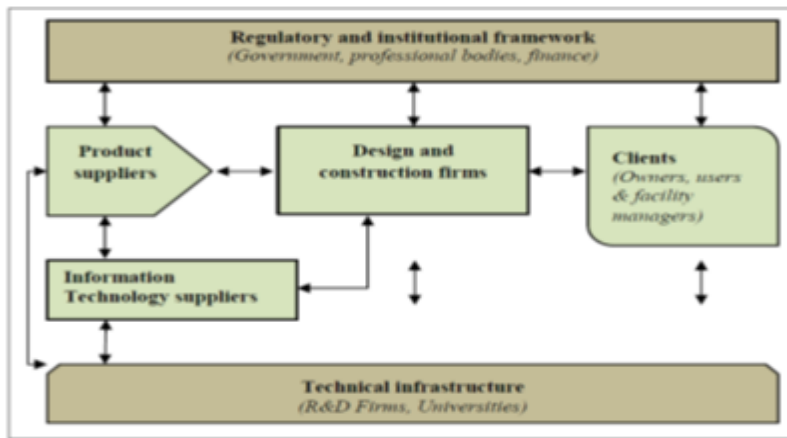 Regulatory and institutional framework
(Government, professional bodies, finance)
Product
suppliers
Design and
construction firms
Clients
(Owners, users
& facility
managers)
Information
Technology suppliers
Technical infrastructure
(R&D Firms, Universities)